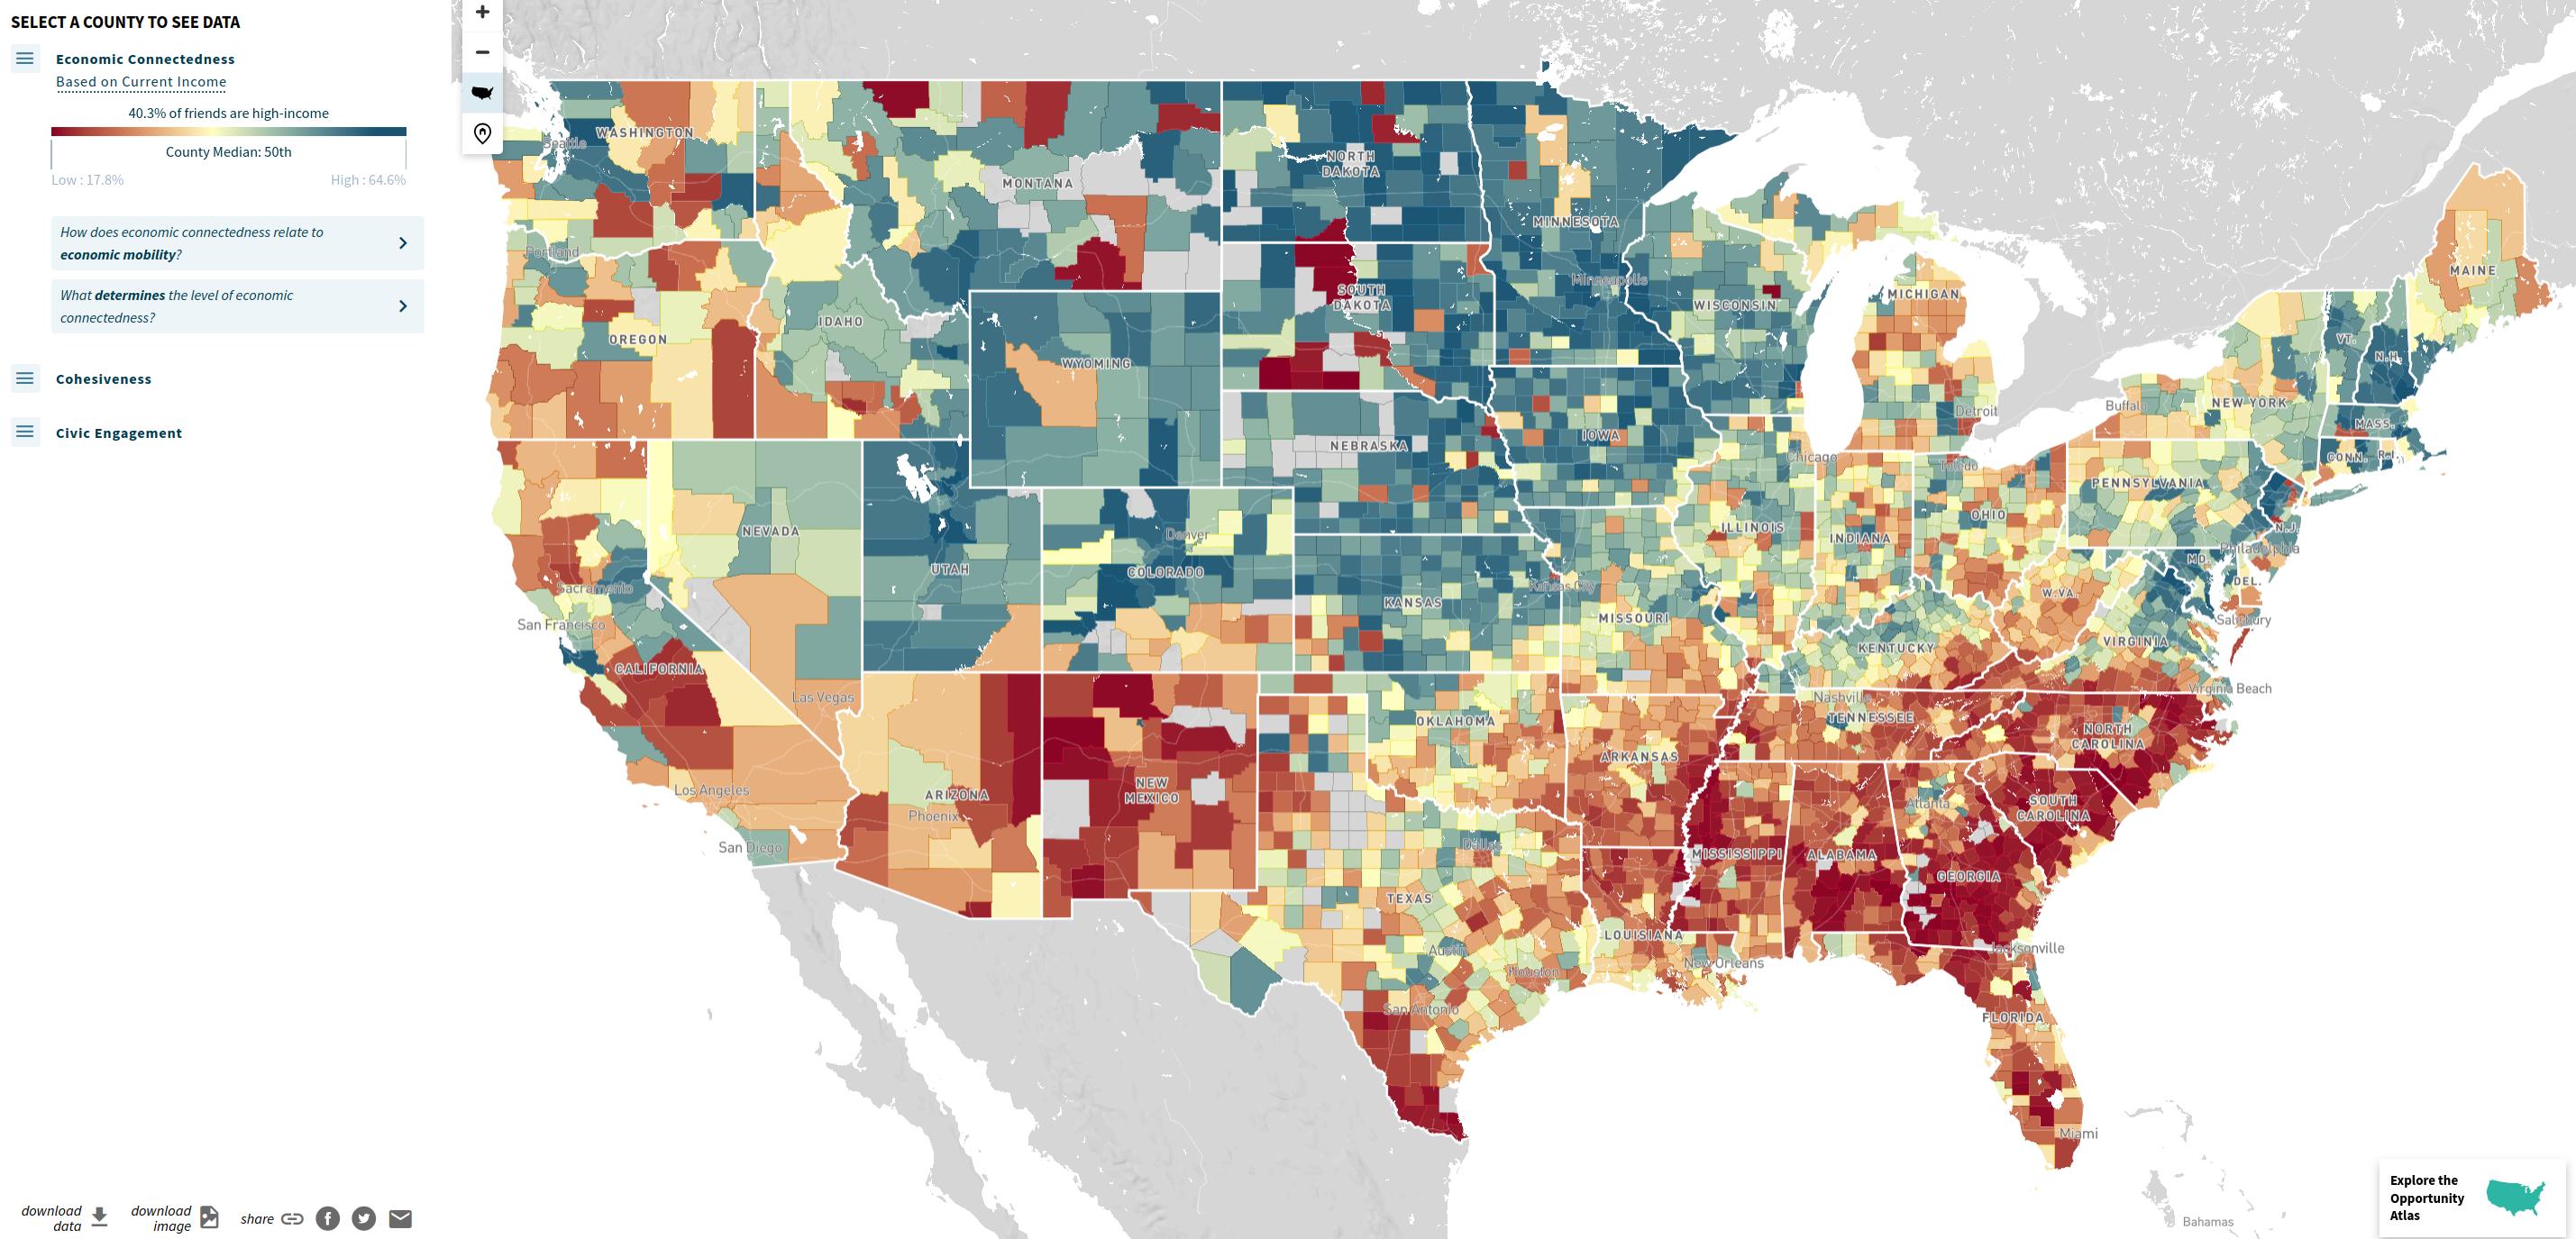 SELECT A COUNTY TO SEE DATA
Economic Connectedness
Based on Current Income
40.3% of friends are high-income
County Median: 50th
Low : 17.8%
High : 64.6%
How does economic connectedness relate to
economic mobility?
What determines the level of economic
connectedness?
Cohesiveness
Civic Engagement
download
data
download
image
share
+
−
WASHINGTON
Seattle
Portland
OREGON
IDAHO
MONTANA
NORTH
DAKOTA
MINNESOTA
Minneapolis
SOUTH
DAKOTA
WISCONSIN
MICHIGAN
MAINE
VT.
N.H.
WYOMING
NEBRASKA
IOWA
Chicago
Detroit
Toledo
Buffalo
NEW YORK
MASS.
CONN.
R.I.
PENNSYLVANIA
N.J.
Philadelphia
NEVADA
UTAH
Denver
COLORADO
KANSAS
Kansas City
MISSOURI
ILLINOIS
INDIANA
OHIO
W.VA.
MD.
DEL.
Salisbury
VIRGINIA
Virginia Beach
KENTUCKY
Sacramento
San Francisco
CALIFORNIA
Las Vegas
Los Angeles
San Diego
ARIZONA
Phoenix
NEW
MEXICO
OKLAHOMA
ARKANSAS
Nashville
TENNESSEE
NORTH
CAROLINA
SOUTH
CAROLINA
Atlanta
GEORGIA
ALABAMA
MISSISSIPPI
LOUISIANA
New Orleans
TEXAS
Dallas
Austin
Houston
San Antonio
Jacksonville
FLORIDA
Miami
Bahamas
Explore the
Opportunity
Atlas